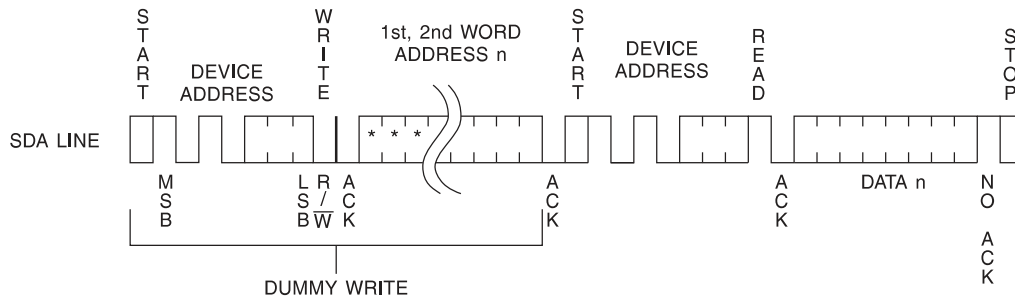 START
DEVICE
ADDRESS
WRITE
1st, 2nd WORD
ADDRESS n
START
DEVICE
ADDRESS
READ
STOP
SDA LINE
* * *
MSB
LSB
R/W̅
ACK
ACK
ACK
DATA n
NO ACK
DUMMY WRITE